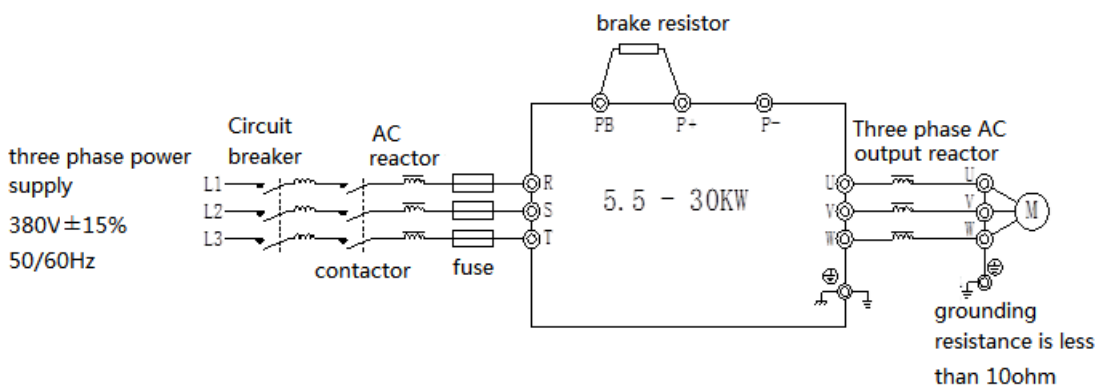 brake resistor
PB
P+
P-
Circuit
breaker
AC
reactor
Three phase AC
output reactor
three phase power
supply
380V±15%
50/60Hz
L1
L2
L3
R
S
T
5.5 - 30KW
U
V
W
U
V
W
M
contactor
fuse
grounding
resistance is less
than 10ohm